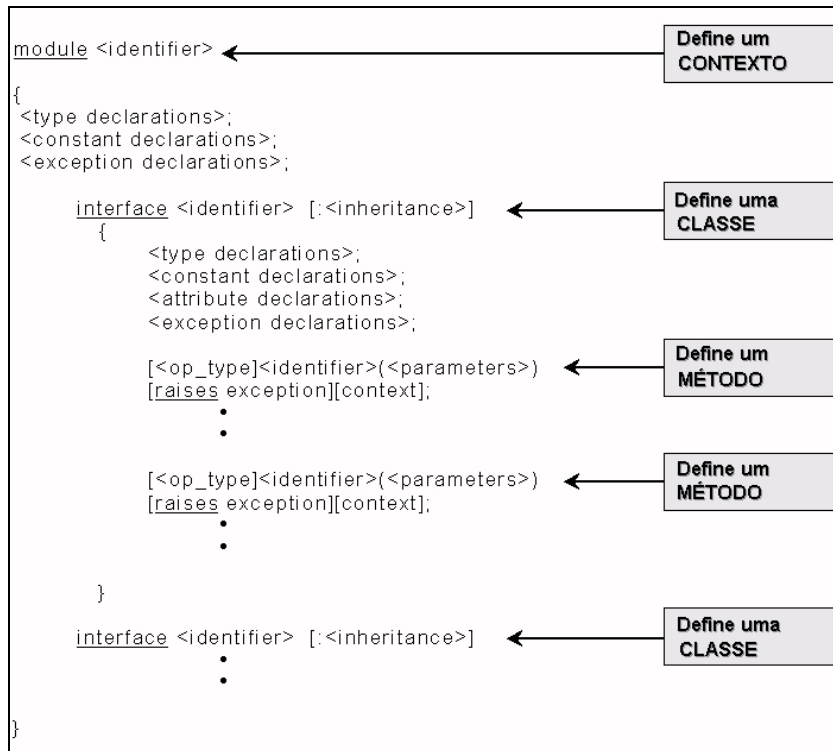 module <identifier>
Define um
CONTEXTO
{
<type declarations>;
<constant declarations>;
<exception declarations>;
interface <identifier> [:<inheritance>]
Define uma
CLASSE
{
<type declarations>;
<constant declarations>;
<attribute declarations>;
<exception declarations>;
[<op_type]<identifier>(<parameters>)
[raises exception][context];
Define um
MÉTODO
•
•
[<op_type]<identifier>(<parameters>)
[raises exception][context];
Define um
MÉTODO
•
•
}
interface <identifier> [:<inheritance>]
Define uma
CLASSE
•
•
}